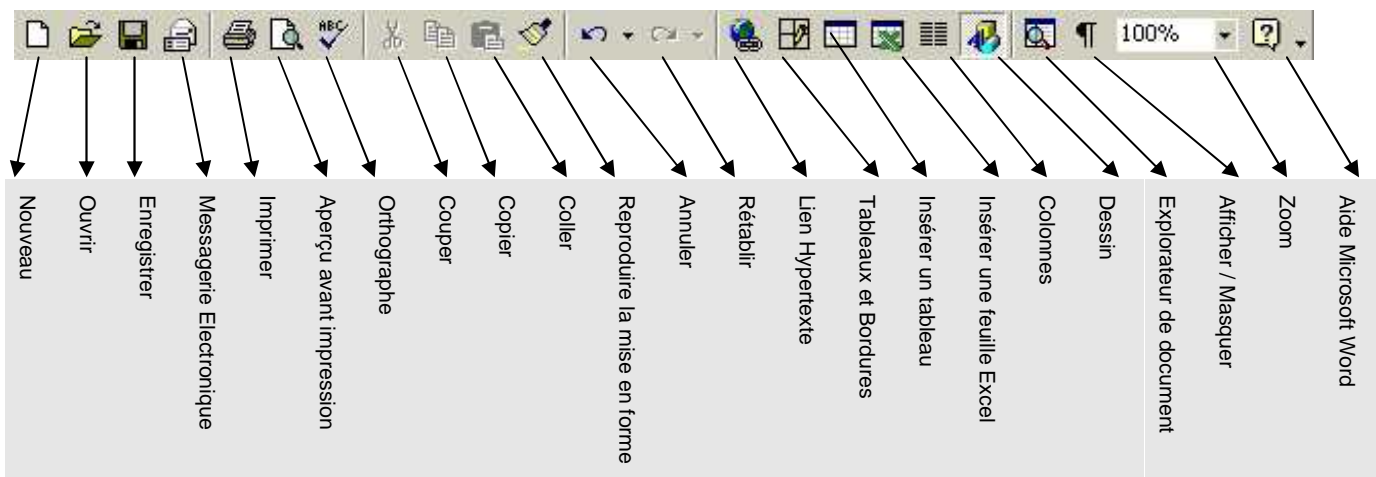 ABC
100%
Nouveau
Ouvrir
Enregistrer
Messagerie Electronique
Imprimer
Aperçu avant impression
Orthographe
Couper
Copier
Coller
Reproduire la mise en forme
Annuler
Rétablir
Lien Hypertexte
Tableaux et Bordures
Insérer un tableau
Insérer une feuille Excel
Colonnes
Dessin
Explorateur de document
Afficher / Masquer
Zoom
Aide Microsoft Word